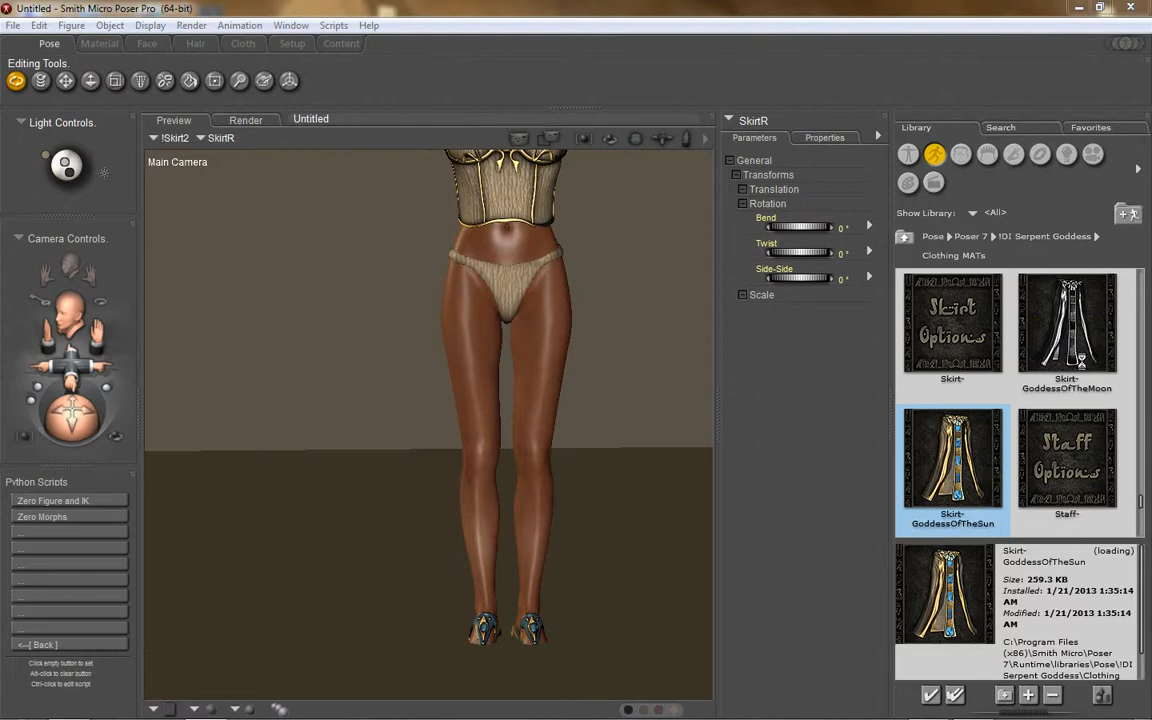 Untitled - Smith Micro Poser Pro (64-bit)
File Edit Figure Object Display Render Animation Window Scripts Help
Pose Material Face Hair Cloth Setup Content
Editing Tools.
Light Controls.
Camera Controls.
Python Scripts
Zero Figure and IK
Zero Morphs
...
...
...
...
...
...
...
<---[ Back ]
Click empty button to set
Alt-click to clear button
Ctrl-click to edit script
Preview Render Untitled
!Skirt2 SkirtR
Main Camera
SkirtR
Parameters Properties
General
Transforms
Translation
Rotation
Bend
0 °
Twist
0 °
Side-Side
0 °
Scale
Library Search Favorites
Show Library: <All>
Pose Poser 7 !DI Serpent Goddess
Clothing MATs
Skirt Options
Skirt-
Skirt-
GoddessOfTheMoon
Skirt-
GoddessOfTheSun
Staff Options
Staff-
Skirt- (loading)
GoddessOfTheSun
Size: 259.3 KB
Installed: 1/21/2013 1:35:14
AM
Modified: 1/21/2013 1:35:14
AM
C:\Program Files
(x86)\Smith Micro\Poser
7\Runtime\libraries\Pose\!DI
Serpent Goddess\Clothing